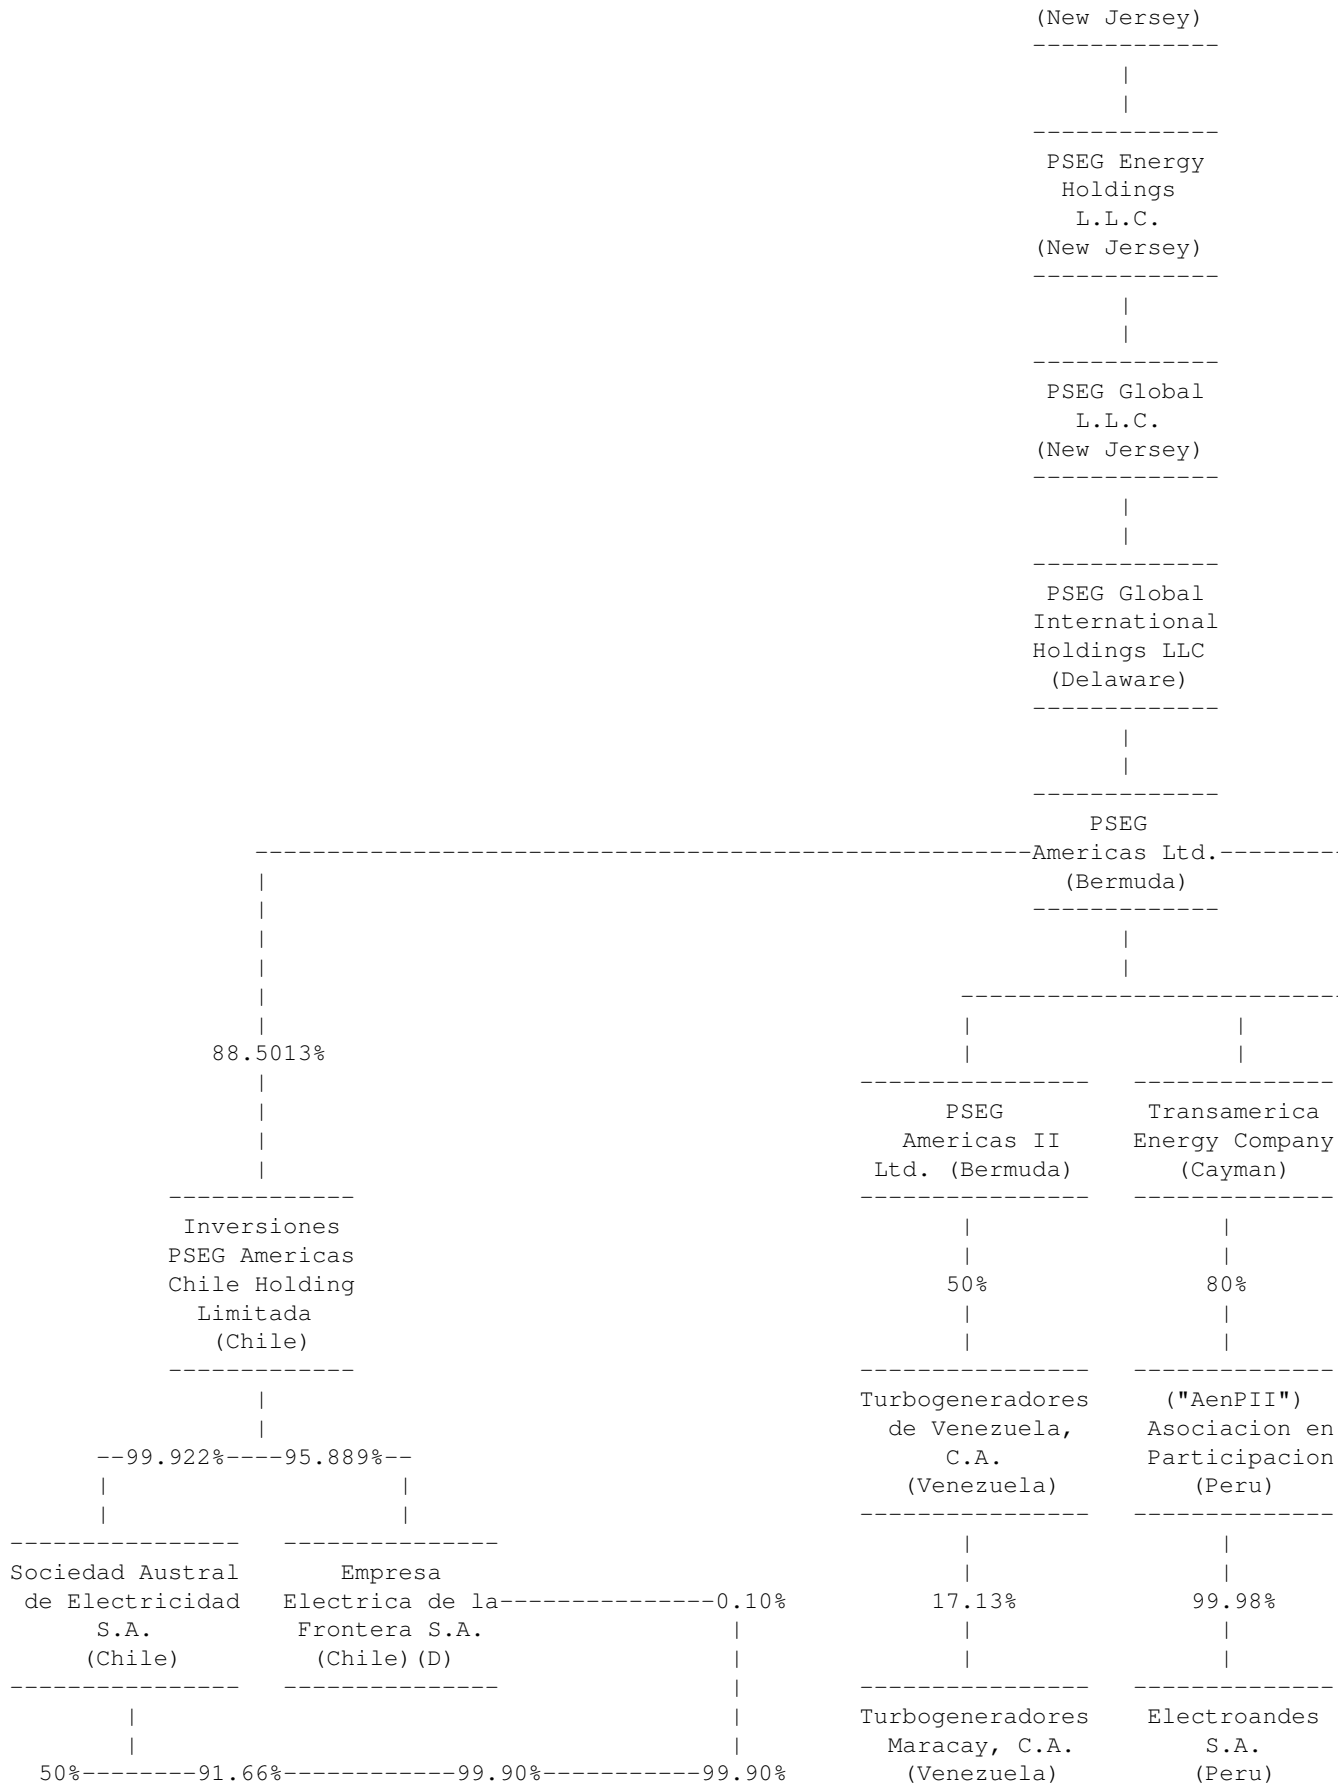 (New Jersey)
-------------
|
|
-------------
PSEG Energy
Holdings
L.L.C.
(New Jersey)
-------------
|
|
-------------
PSEG Global
L.L.C.
(New Jersey)
-------------
|
|
-------------
PSEG Global
International
Holdings LLC
(Delaware)
-------------
|
|
-------------
PSEG
------------------------------------------------------Americas Ltd.---------
| (Bermuda)
| -------------
| |
| |
| ---------------------------
| | |
88.5013% | |
| ---------------- --------------
| PSEG Transamerica
| Americas II Energy Company
| Ltd. (Bermuda) (Cayman)
------------- ---------------- --------------
Inversiones | |
PSEG Americas | |
Chile Holding 50% 80%
Limitada | |
(Chile) | |
------------- ---------------- --------------
| Turbogeneradores ("AenPII")
| de Venezuela, Asociacion en
--99.922%----95.889%-- C.A. Participacion
| | (Venezuela) (Peru)
| | ---------------- --------------
---------------- --------------- | |
Sociedad Austral Empresa | |
de Electricidad Electrica de la---------------0.10% 17.13% 99.98%
S.A. Frontera S.A. | | |
(Chile) (Chile)(D) | | |
---------------- --------------- | ---------------- --------------
| | Turbogeneradores Electroandes
| | Maracay, C.A. S.A.
50%--------91.66%------------99.90%-----------99.90% (Venezuela) (Peru)